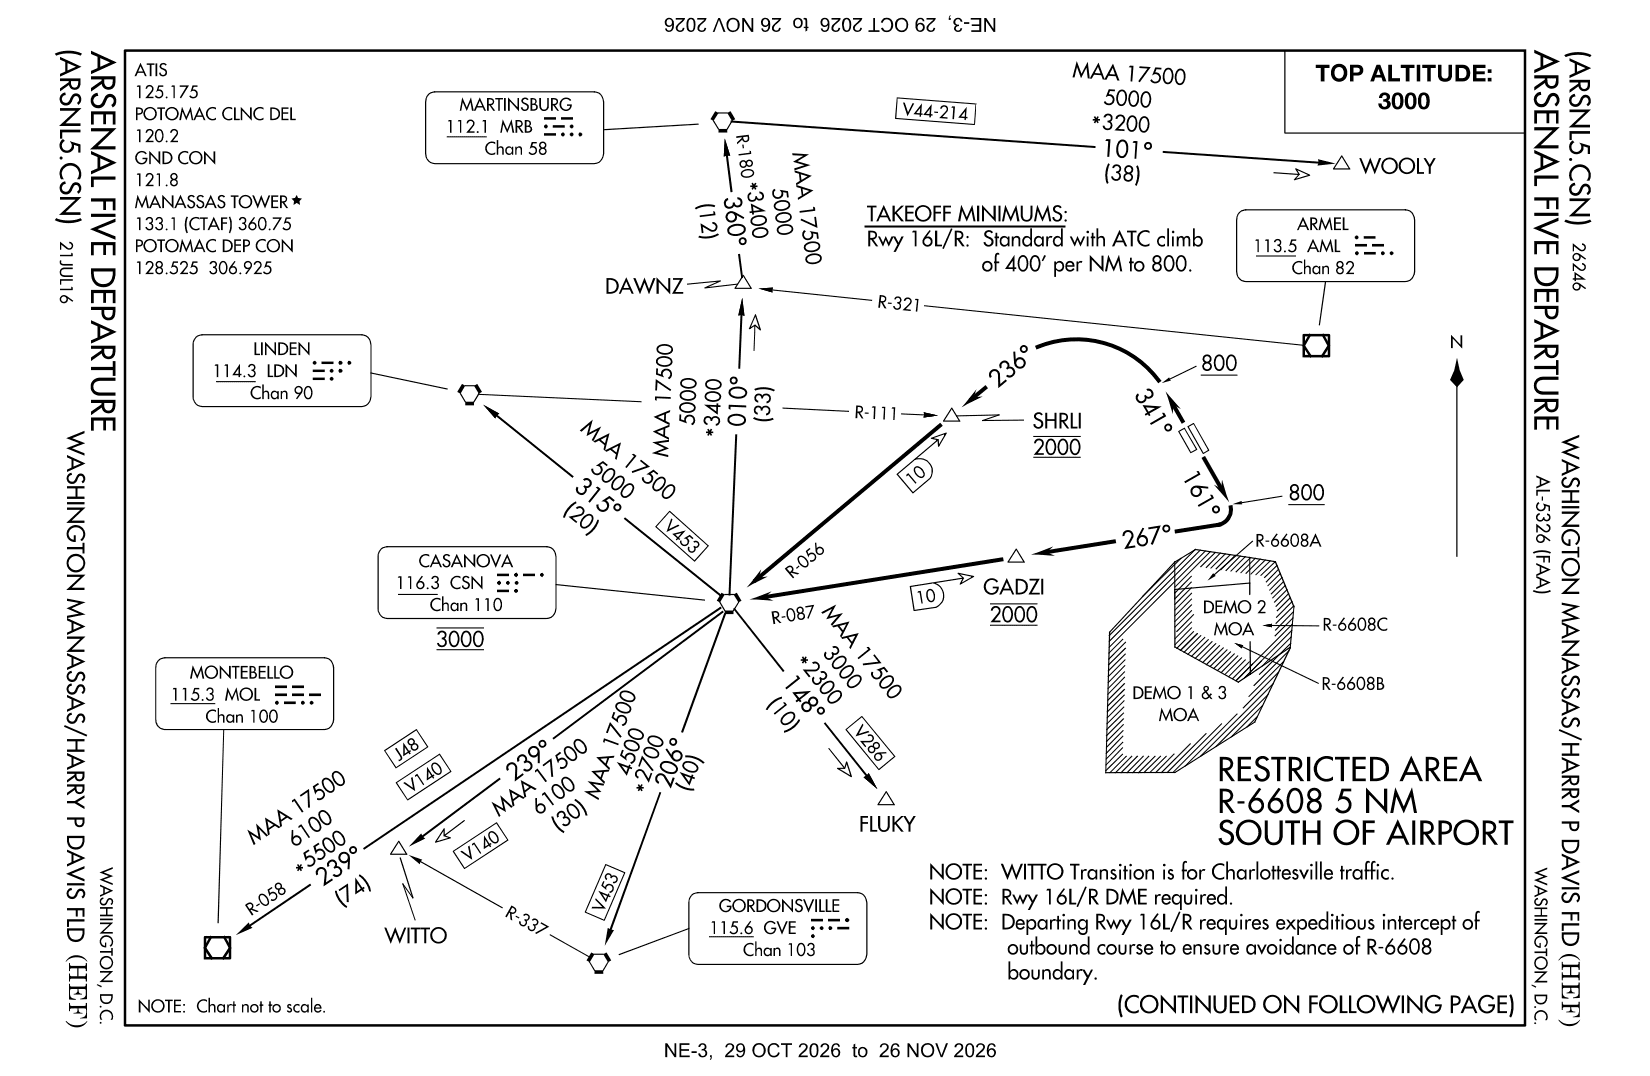 NE-3, 29 OCT 2026 to 26 NOV 2026
(ARSNL5.CSN) 21JUL16
ARSENAL FIVE DEPARTURE
WASHINGTON MANASSAS/HARRY P DAVIS FLD (HEF)
WASHINGTON, D.C.
(ARSNL5.CSN) 26246
ARSENAL FIVE DEPARTURE
AL-5326 (FAA)
WASHINGTON MANASSAS/HARRY P DAVIS FLD (HEF)
WASHINGTON, D.C.
ATIS
125.175
POTOMAC CLNC DEL
120.2
GND CON
121.8
MANASSAS TOWER★
133.1 (CTAF) 360.75
POTOMAC DEP CON
128.525 306.925
TOP ALTITUDE:
3000
MARTINSBURG
112.1 MRB
Chan 58
V44-214
MAA 17500
5000
*3200
101°
(38)
WOOLY
R-180
MAA 17500
5000
*3400
360°
(12)
TAKEOFF MINIMUMS:
Rwy 16L/R: Standard with ATC climb
of 400′ per NM to 800.
ARMEL
113.5 AML
Chan 82
DAWNZ
R-321
LINDEN
114.3 LDN
Chan 90
MAA 17500
5000
*3400
010°
(33)
R-111
236°
800
341°
N
SHRLI
2000
10
MAA 17500
5000
315°
(20)
V453
161°
800
267°
R-056
CASANOVA
116.3 CSN
Chan 110
3000
10
GADZI
2000
R-087
R-6608A
DEMO 2
MOA
R-6608C
R-6608B
DEMO 1 & 3
MOA
MAA 17500
3000
*2300
148°
(10)
V286
FLUKY
MONTEBELLO
115.3 MOL
Chan 100
J48
V140
MAA 17500
6100
*5500
239°
(74)
R-058
239°
MAA 17500
6100
(30)
V140
MAA 17500
4500
*2700
206°
(40)
V453
WITTO
R-337
GORDONSVILLE
115.6 GVE
Chan 103
RESTRICTED AREA
R-6608 5 NM
SOUTH OF AIRPORT
NOTE: WITTO Transition is for Charlottesville traffic.
NOTE: Rwy 16L/R DME required.
NOTE: Departing Rwy 16L/R requires expeditious intercept of
outbound course to ensure avoidance of R-6608
boundary.
NOTE: Chart not to scale.
(CONTINUED ON FOLLOWING PAGE)
NE-3, 29 OCT 2026 to 26 NOV 2026